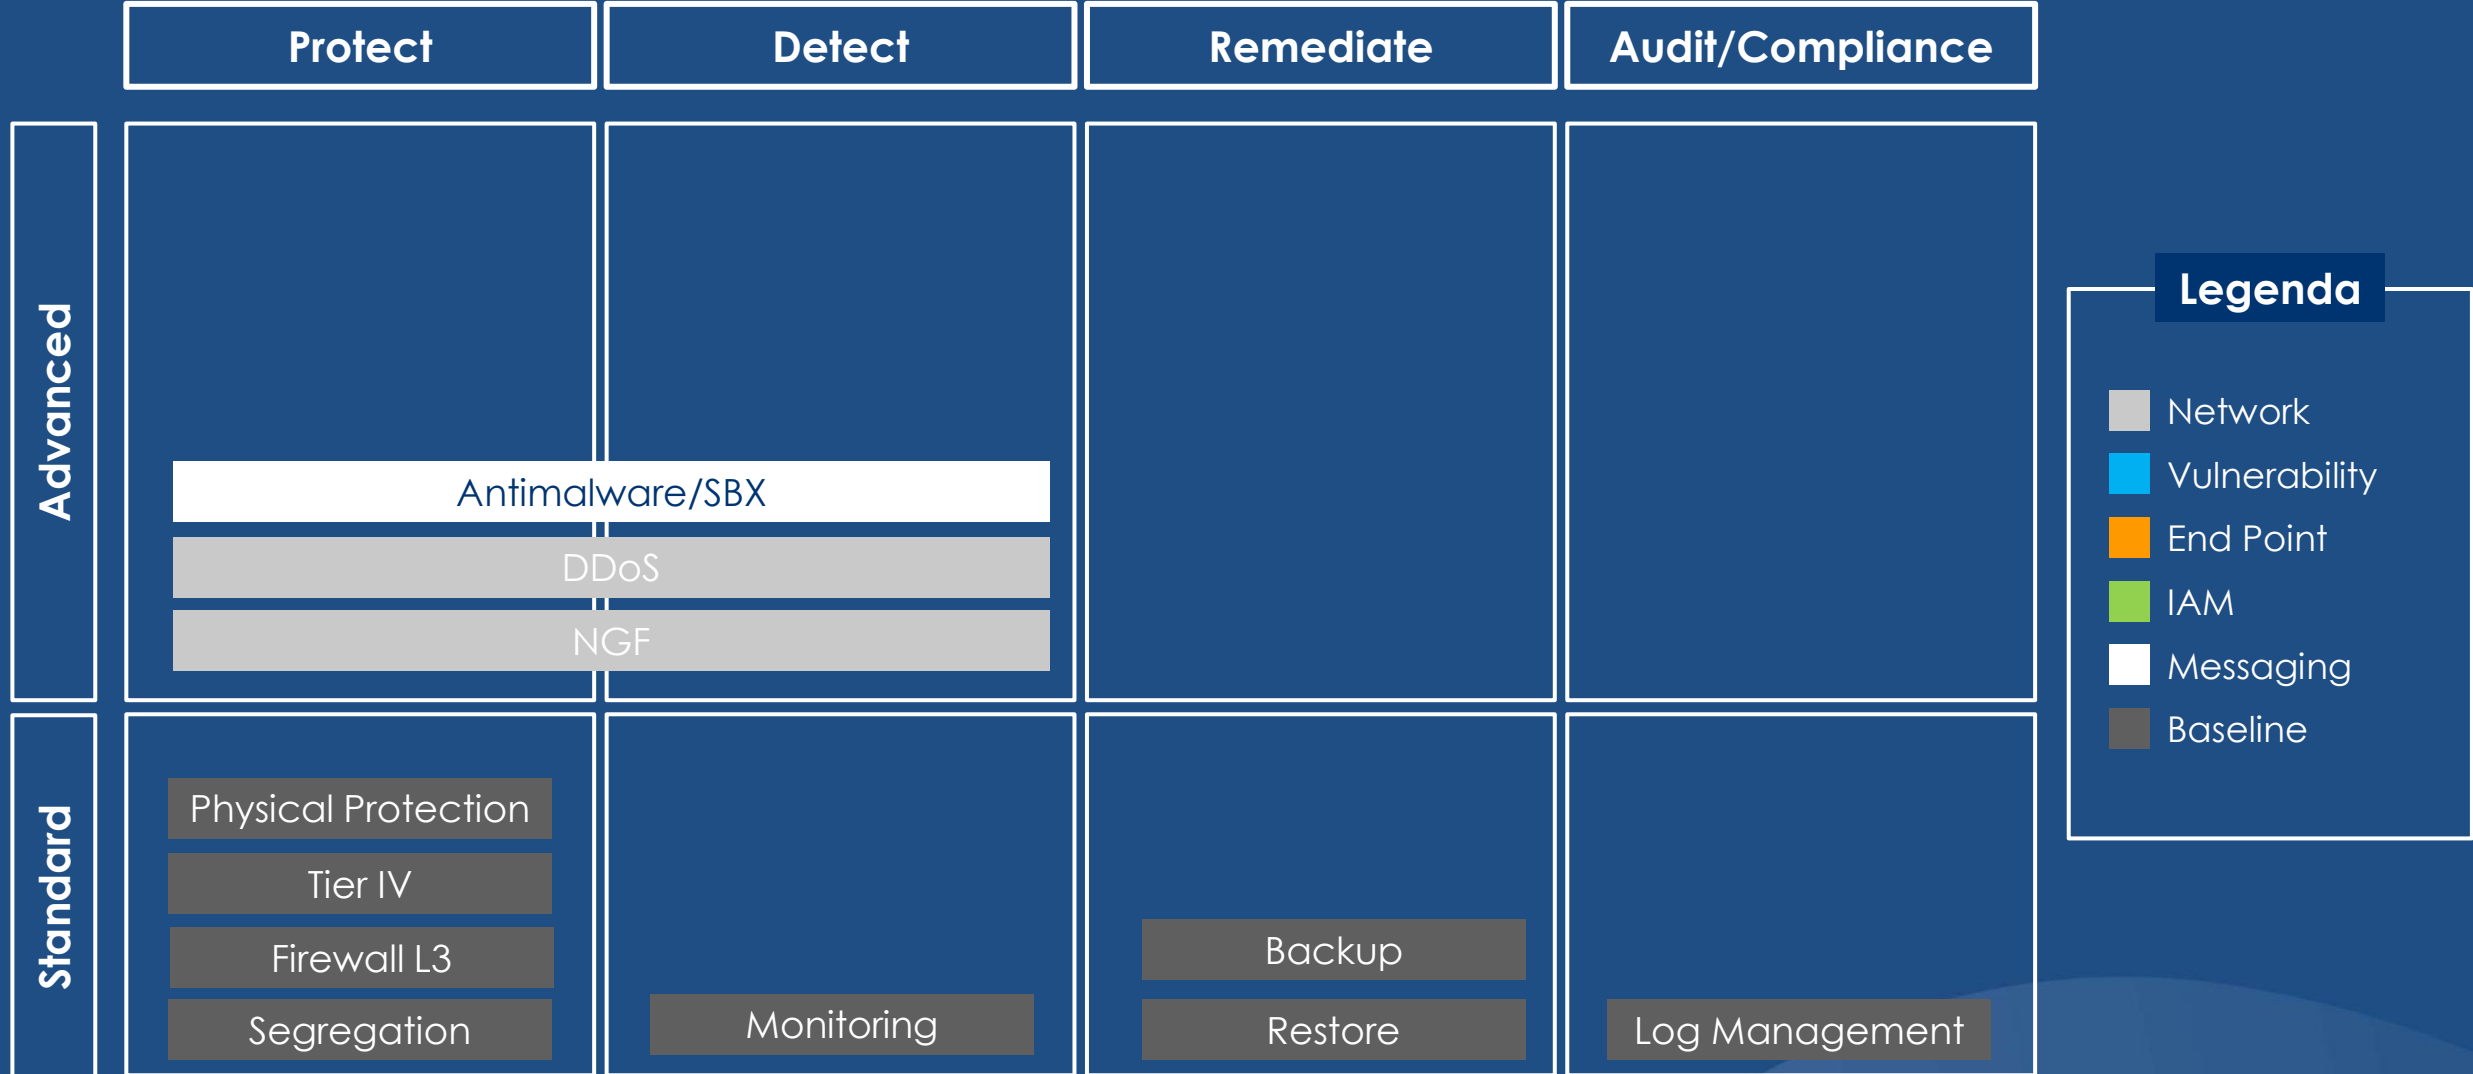 Protect
Detect
Remediate
Audit/Compliance
Advanced
Antimalware/SBX
DDoS
NGF
Standard
Physical Protection
Tier IV
Firewall L3
Segregation
Monitoring
Backup
Restore
Log Management
Legenda
Network
Vulnerability
End Point
IAM
Messaging
Baseline